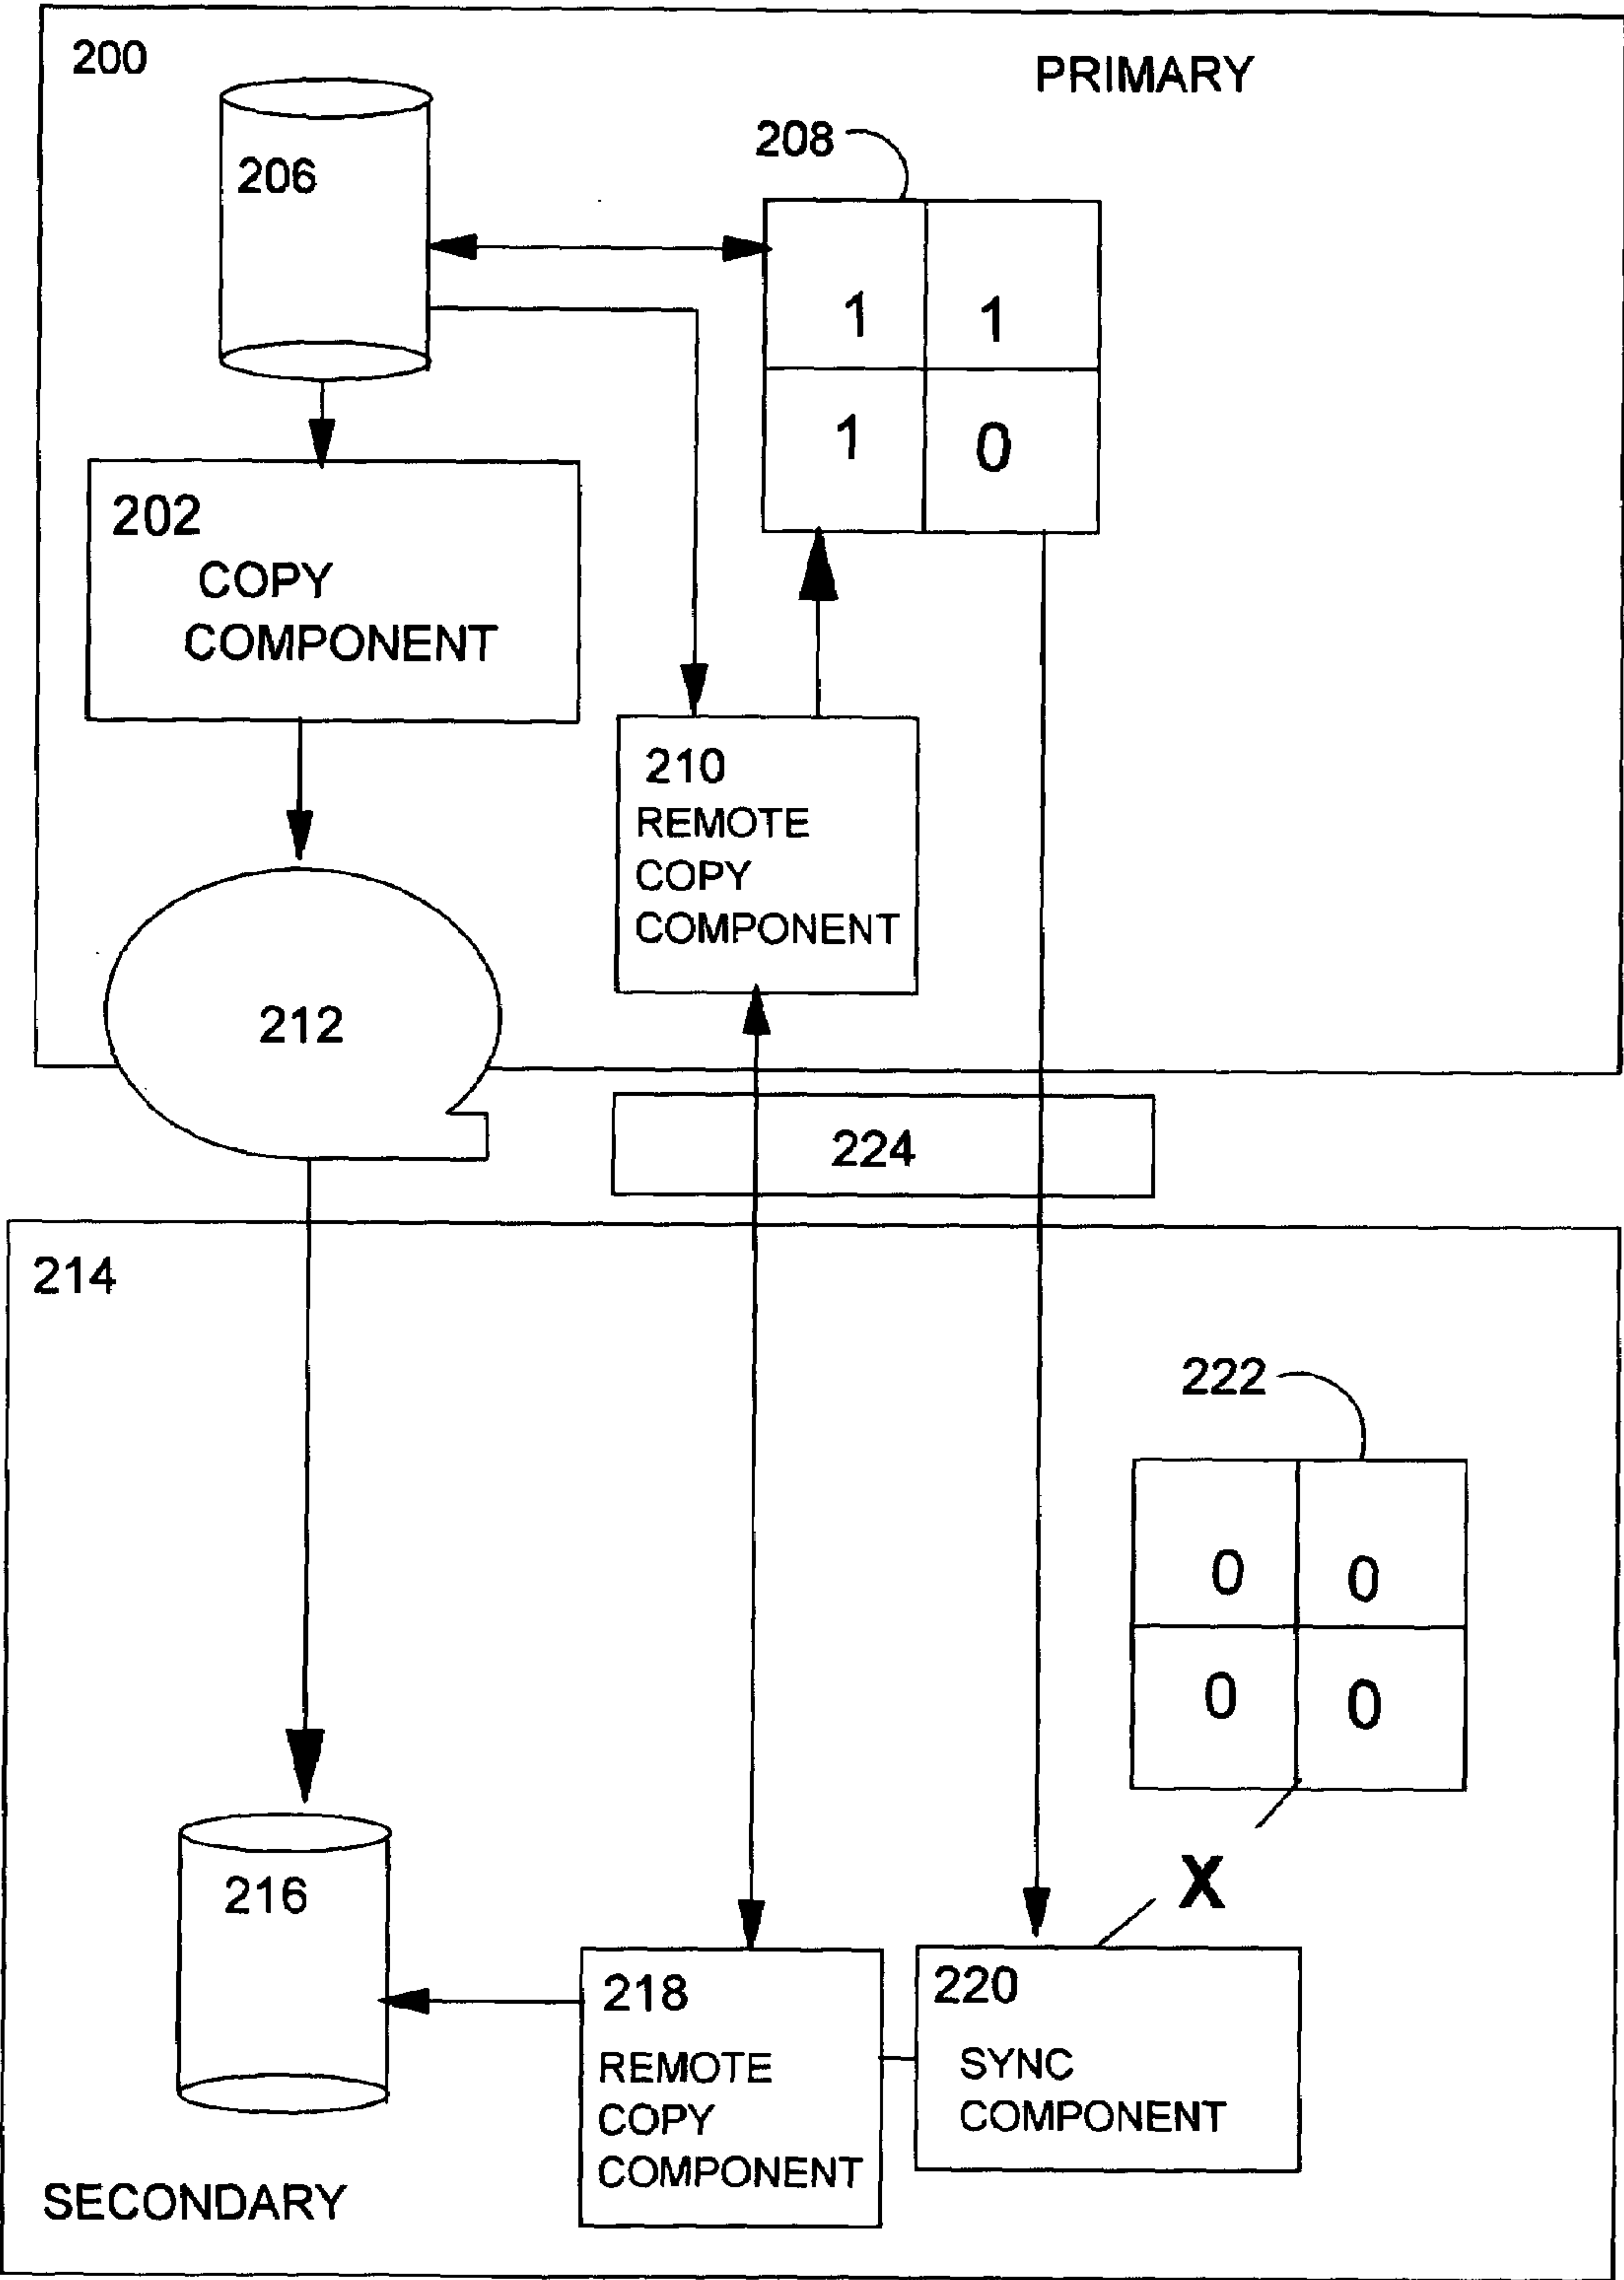 200
PRIMARY
206
208
1 1
1 0
202
COPY
COMPONENT
210
REMOTE
COPY
COMPONENT
212
224
214
222
0 0
0 0
X
216
218
REMOTE
COPY
COMPONENT
220
SYNC
COMPONENT
SECONDARY